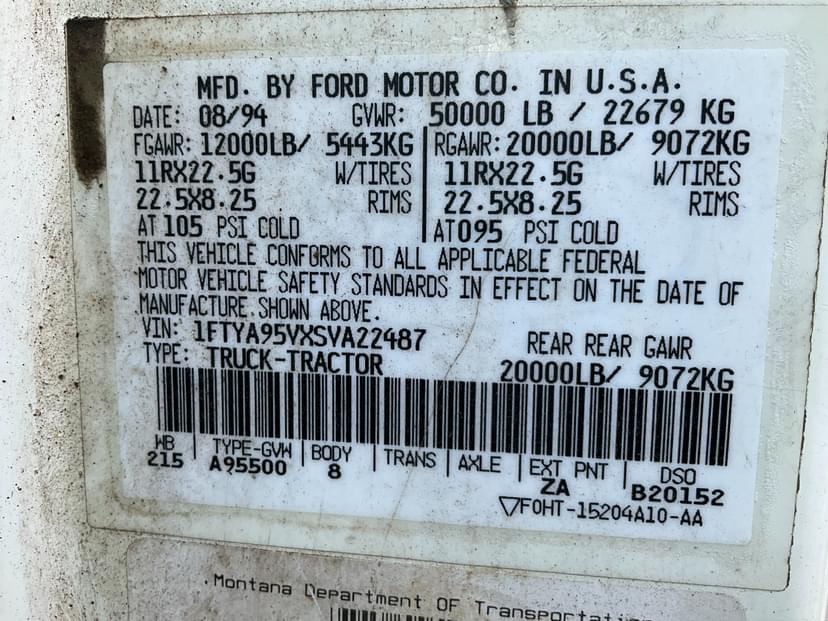 MFD. BY FORD MOTOR CO. IN U.S.A.
DATE: 08/94 GVWR: 50000 LB / 22679 KG
FGAWR: 12000LB/ 5443KG RGAWR: 20000LB/ 9072KG
11RX22.5G W/TIRES 11RX22.5G W/TIRES
22.5X8.25 RIMS 22.5X8.25 RIMS
AT 105 PSI COLD AT 095 PSI COLD
THIS VEHICLE CONFORMS TO ALL APPLICABLE FEDERAL
MOTOR VEHICLE SAFETY STANDARDS IN EFFECT ON THE DATE OF
MANUFACTURE SHOWN ABOVE.
VIN: 1FTYA95VXSVA22487 REAR REAR GAWR
TYPE: TRUCK-TRACTOR 20000LB/ 9072KG
WB TYPE-GVW BODY TRANS AXLE EXT PNT DSO
215 A95500 8 ZA B20152
▽F0HT-15204A10-AA
.Montana Department OF Transportation